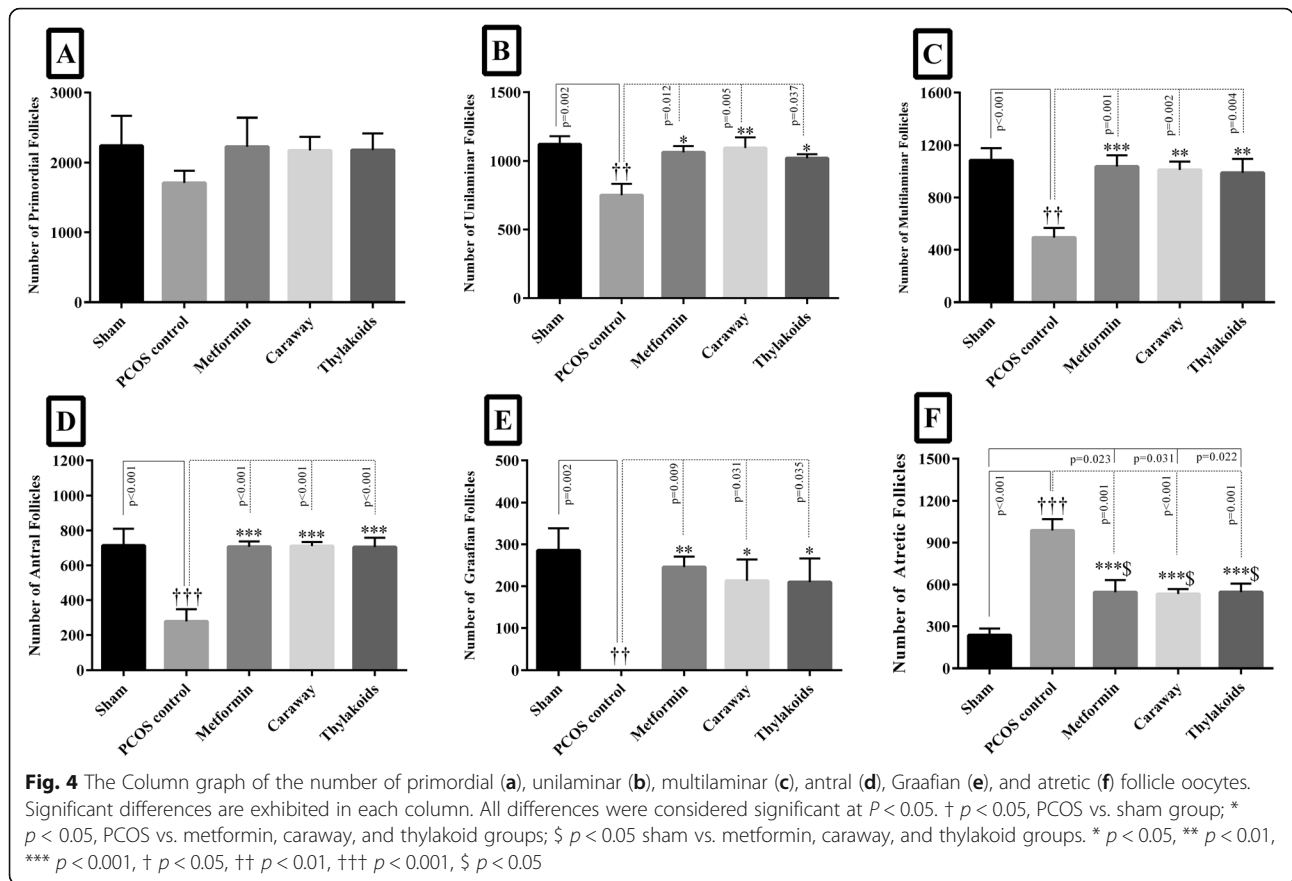 A
Number of Primordial Follicles
3000
2000
1000
0
Sham
PCOS control
Metformin
Caraway
Thylakoids
B
Number of Unilaminar Follicles
1500
1000
500
0
p=0.002
p=0.012
p=0.005
p=0.037
††
*
**
*
Sham
PCOS control
Metformin
Caraway
Thylakoids
C
Number of Multilaminar Follicles
1600
1200
800
400
0
p<0.001
p=0.001
p=0.002
p=0.004
††
***
**
**
Sham
PCOS control
Metformin
Caraway
Thylakoids
D
Number of Antral Follicles
1200
1000
800
600
400
200
0
p<0.001
p<0.001
p<0.001
p<0.001
†††
***
***
***
Sham
PCOS control
Metformin
Caraway
Thylakoids
E
Number of Graafian Follicles
500
400
300
200
100
0
p=0.002
p=0.009
p=0.031
p=0.035
††
**
*
*
Sham
PCOS control
Metformin
Caraway
Thylakoids
F
Number of Atretic Follicles
1500
1200
900
600
300
0
p=0.023
p=0.031
p=0.022
p<0.001
p=0.001
p<0.001
p=0.001
†††
***$
***$
***$
Sham
PCOS control
Metformin
Caraway
Thylakoids
Fig. 4 The Column graph of the number of primordial (a), unilaminar (b), multilaminar (c), antral (d), Graafian (e), and atretic (f) follicle oocytes.
Significant differences are exhibited in each column. All differences were considered significant at P < 0.05. † p < 0.05, PCOS vs. sham group; *
p < 0.05, PCOS vs. metformin, caraway, and thylakoid groups; $ p < 0.05 sham vs. metformin, caraway, and thylakoid groups. * p < 0.05, ** p < 0.01,
*** p < 0.001, † p < 0.05, †† p < 0.01, ††† p < 0.001, $ p < 0.05